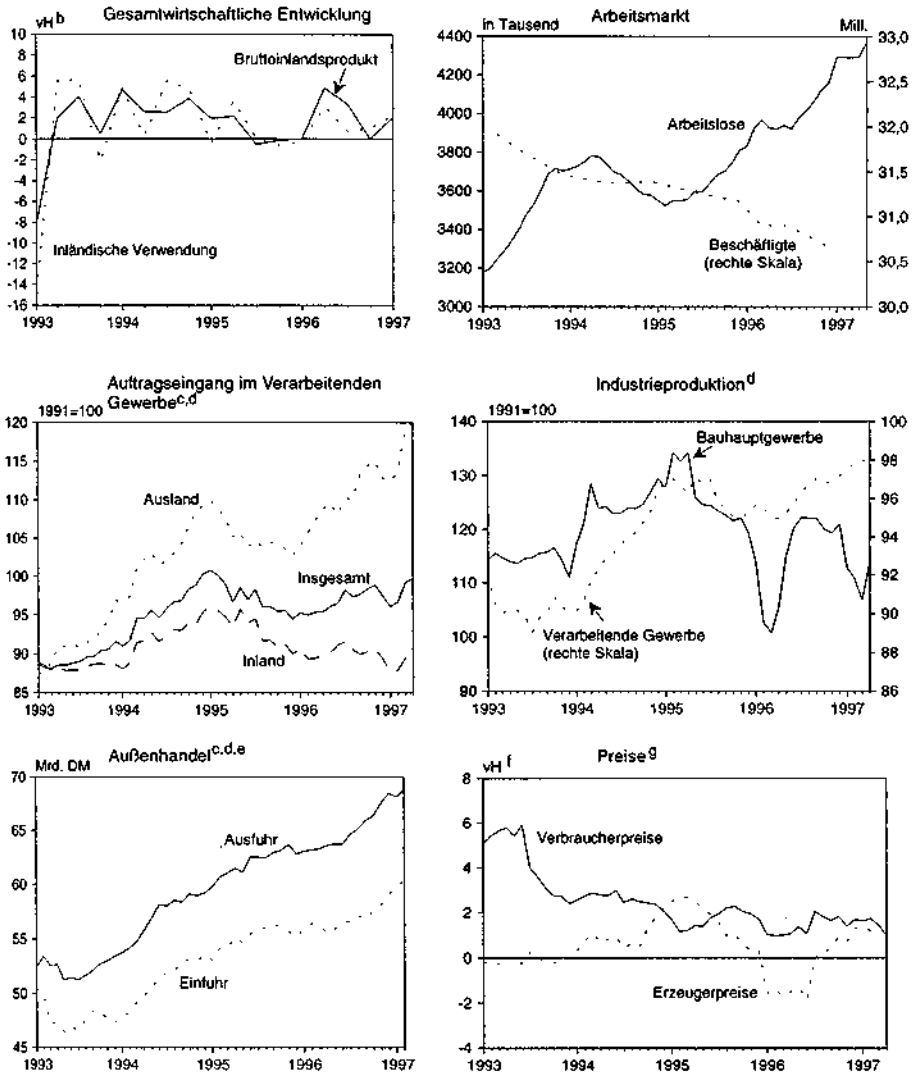 Gesamtwirtschaftliche Entwicklung
vH b
10
8
6
4
2
0
-2
-4
-6
-8
-10
-12
-14
-16
Bruttoinlandsprodukt
Inländische Verwendung
1993 1994 1995 1996 1997
Arbeitsmarkt
in Tausend Mill.
4400
4200
4000
3800
3600
3400
3200
3000
33,0
32,5
32,0
31,5
31,0
30,5
30,0
Arbeitslose
Beschäftigte
(rechte Skala)
1993 1994 1995 1996 1997
Auftragseingang im Verarbeitenden
Gewerbe c,d
1991=100
120
115
110
105
100
95
90
85
Ausland
Insgesamt
Inland
1993 1994 1995 1996 1997
Industrieproduktion d
1991=100
140
130
120
110
100
90
100
98
96
94
92
90
88
86
Bauhauptgewerbe
Verarbeitende Gewerbe
(rechte Skala)
1993 1994 1995 1996 1997
Außenhandel c,d,e
Mrd. DM
70
65
60
55
50
45
Ausfuhr
Einfuhr
1993 1994 1995 1996 1997
Preise g
vH f
8
6
4
2
0
-2
-4
Verbraucherpreise
Erzeugerpreise
1993 1994 1995 1996 1997